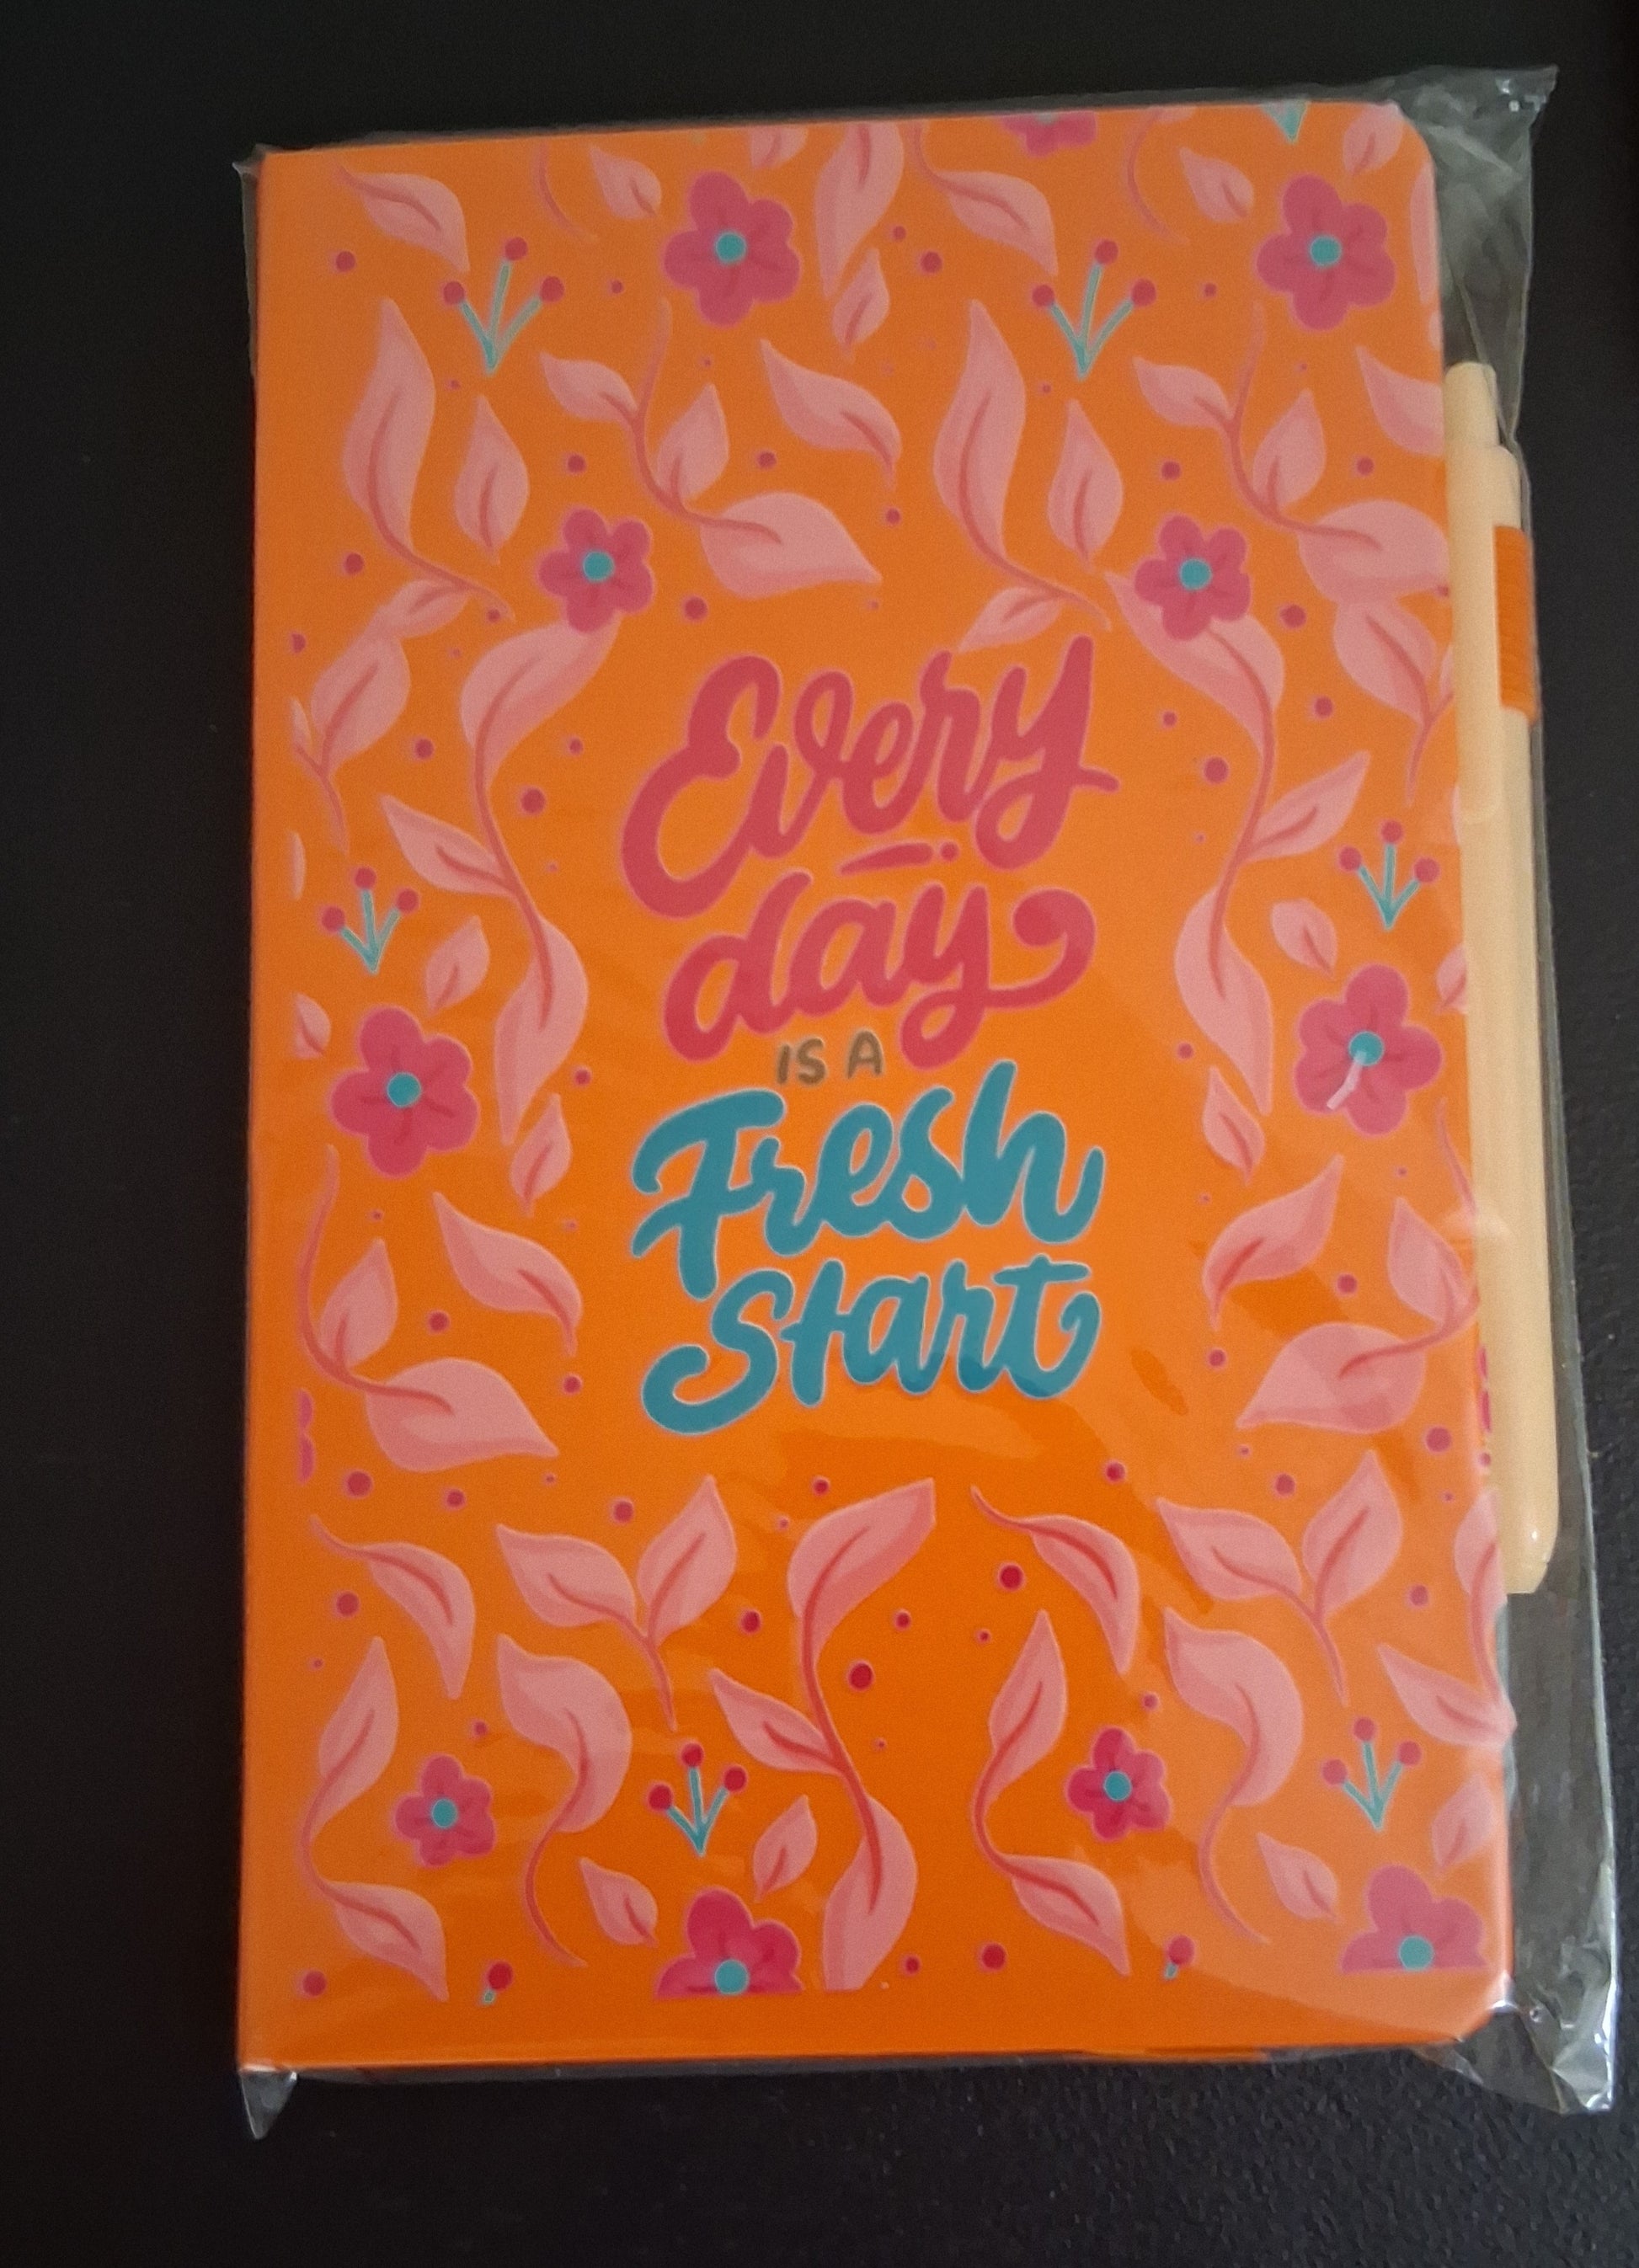 Every
day
IS A
Fresh
Start